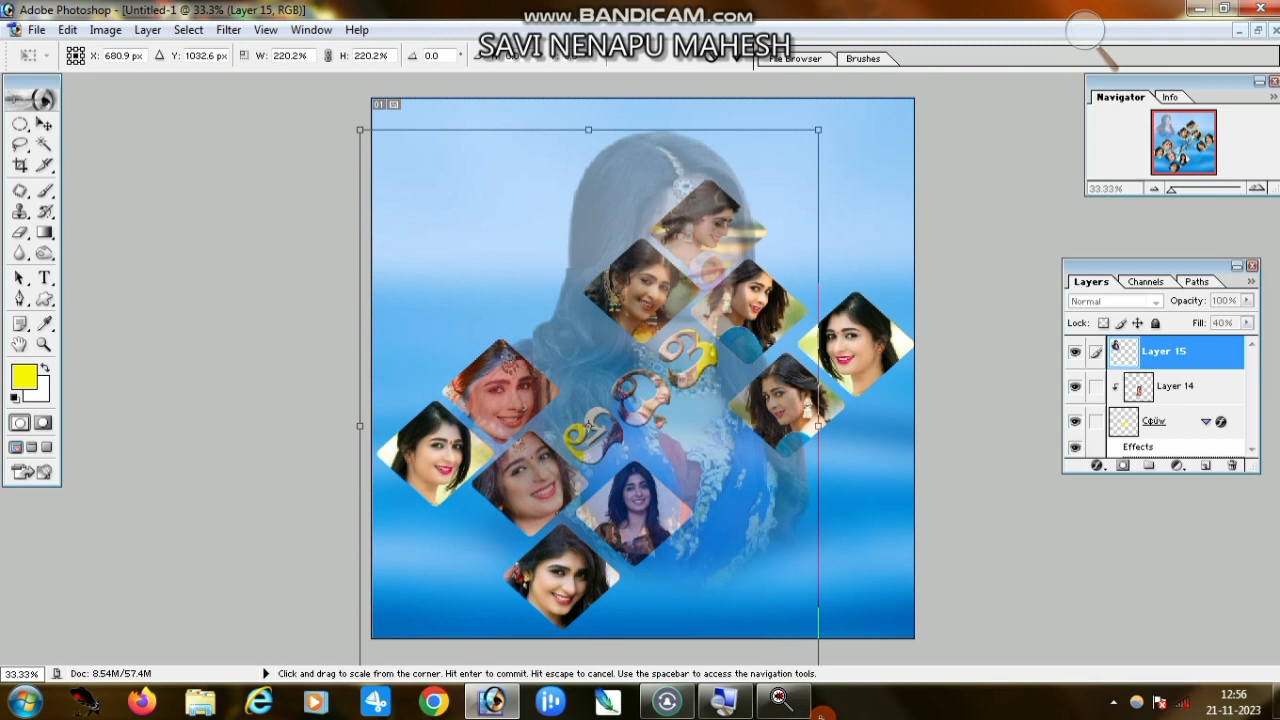 Adobe Photoshop - [Untitled-1 @ 33.3% (Layer 15, RGB)]
www.BANDICAM.com
File Edit Image Layer Select Filter View Window Help
SAVI NENAPU MAHESH
X: 680.9 px Y: 1032.6 px W: 220.2% H: 220.2% 0.0 °
File Browser Brushes
01
Navigator Info
33.33%
Layers Channels Paths
Normal Opacity: 100%
Lock: Fill: 40%
Layer 15
Layer 14
Effects
T
33.33% Doc: 8.54M/57.4M Click and drag to scale from the corner. Hit enter to commit. Hit escape to cancel. Use the spacebar to access the navigation tools.
12:56
21-11-2023